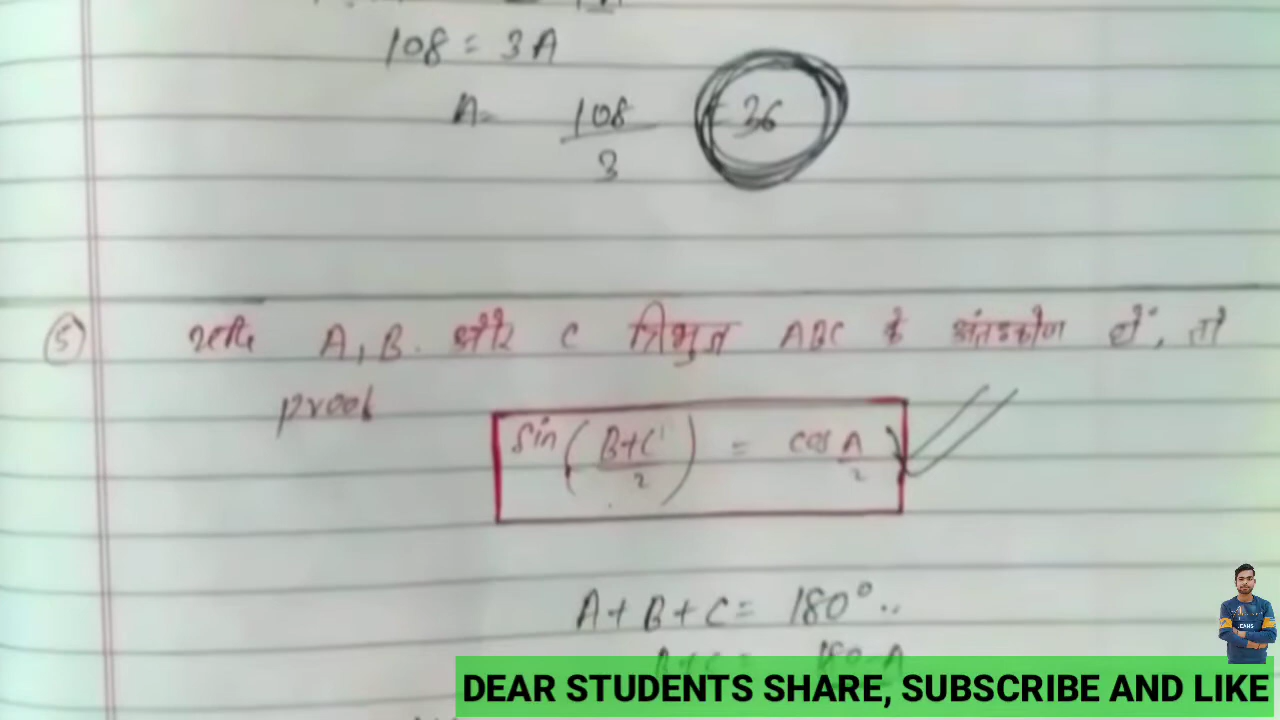 108 = 3A
A = 108/3 = 36
5 यदि A, B. और C त्रिभुज ABC के अंतःकोण हों, तो
proof
sin (B+C/2) = cos A/2
A + B + C = 180°..
B+C = 180-A
DEAR STUDENTS SHARE, SUBSCRIBE AND LIKE